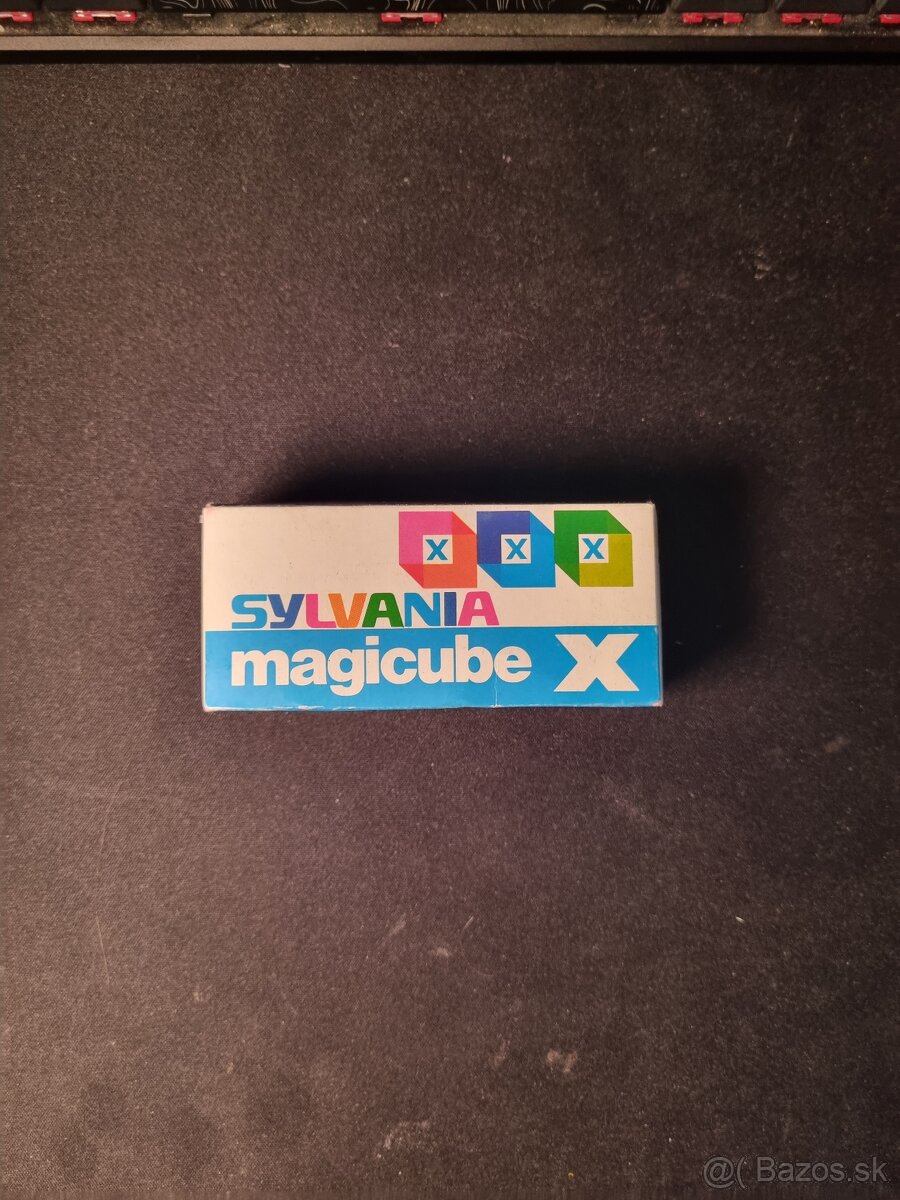 X X X
SYLVANIA
magicube X
@( Bazos.sk